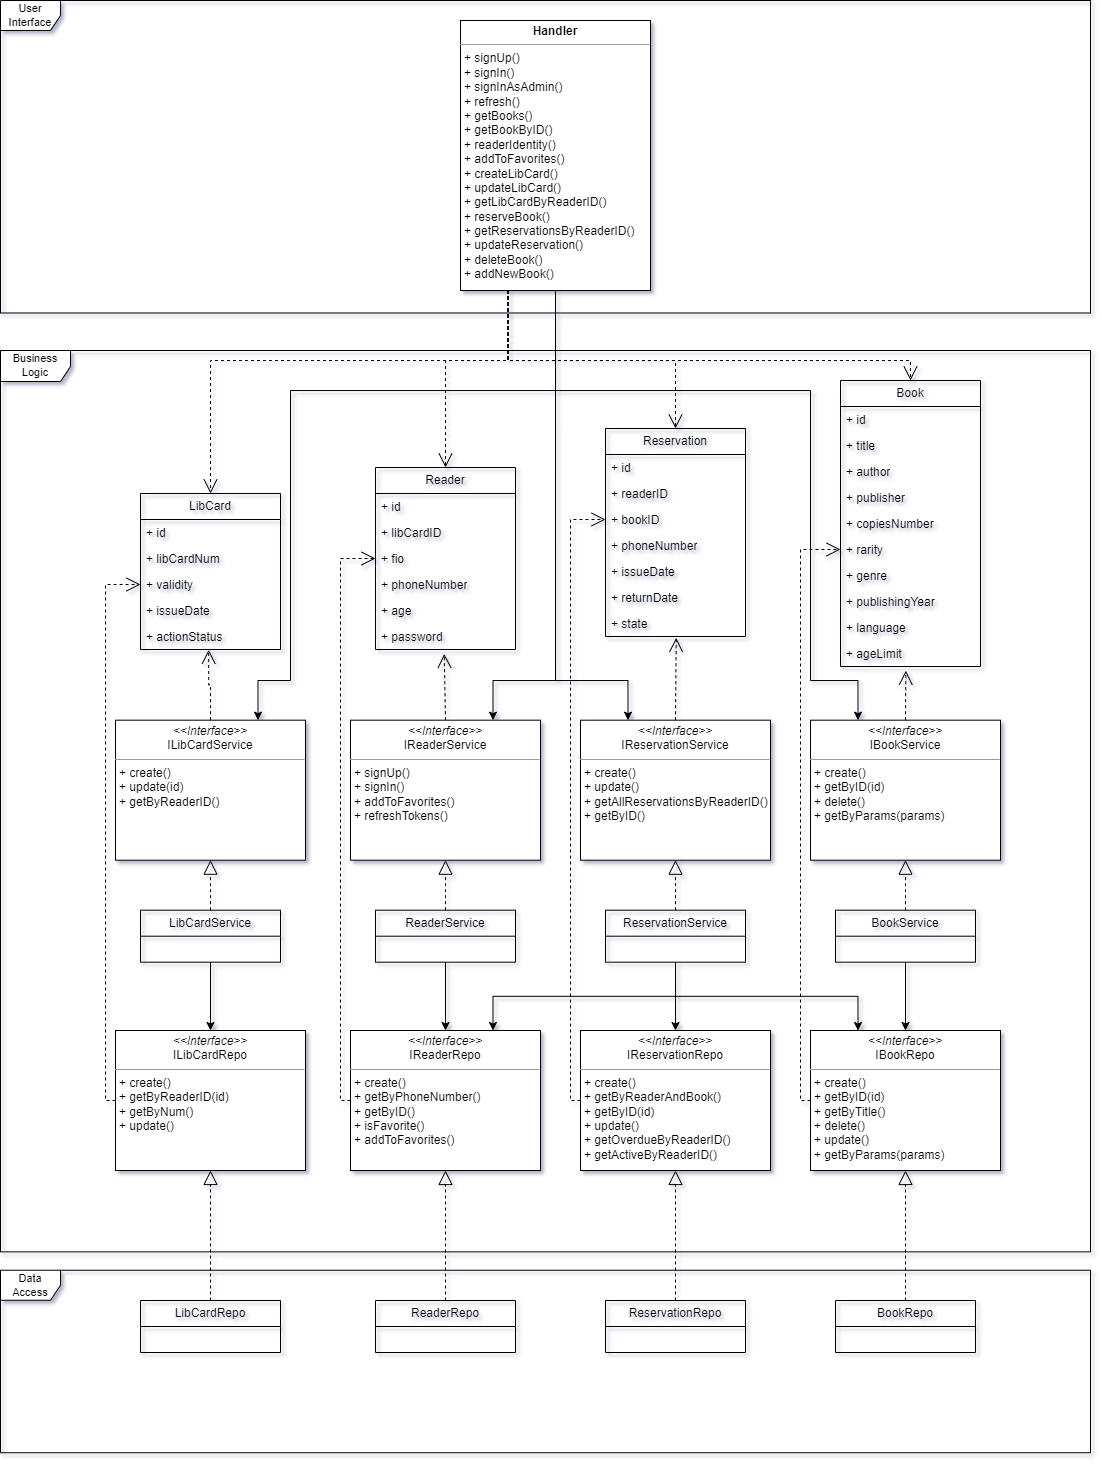 User
Interface
Handler
+ signUp()
+ signIn()
+ signInAsAdmin()
+ refresh()
+ getBooks()
+ getBookByID()
+ readerIdentity()
+ addToFavorites()
+ createLibCard()
+ updateLibCard()
+ getLibCardByReaderID()
+ reserveBook()
+ getReservationsByReaderID()
+ updateReservation()
+ deleteBook()
+ addNewBook()
Business
Logic
LibCard
+ id
+ libCardNum
+ validity
+ issueDate
+ actionStatus
Reader
+ id
+ libCardID
+ fio
+ phoneNumber
+ age
+ password
Reservation
+ id
+ readerID
+ bookID
+ phoneNumber
+ issueDate
+ returnDate
+ state
Book
+ id
+ title
+ author
+ publisher
+ copiesNumber
+ rarity
+ genre
+ publishingYear
+ language
+ ageLimit
<<Interface>>
ILibCardService
+ create()
+ update(id)
+ getByReaderID()
<<Interface>>
IReaderService
+ signUp()
+ signIn()
+ addToFavorites()
+ refreshTokens()
<<Interface>>
IReservationService
+ create()
+ update()
+ getAllReservationsByReaderID()
+ getByID()
<<Interface>>
IBookService
+ create()
+ getByID(id)
+ delete()
+ getByParams(params)
LibCardService
ReaderService
ReservationService
BookService
<<Interface>>
ILibCardRepo
+ create()
+ getByReaderID(id)
+ getByNum()
+ update()
<<Interface>>
IReaderRepo
+ create()
+ getByPhoneNumber()
+ getByID()
+ isFavorite()
+ addToFavorites()
<<Interface>>
IReservationRepo
+ create()
+ getByReaderAndBook()
+ getByID(id)
+ update()
+ getOverdueByReaderID()
+ getActiveByReaderID()
<<Interface>>
IBookRepo
+ create()
+ getByID(id)
+ getByTitle()
+ delete()
+ update()
+ getByParams(params)
Data
Access
LibCardRepo
ReaderRepo
ReservationRepo
BookRepo